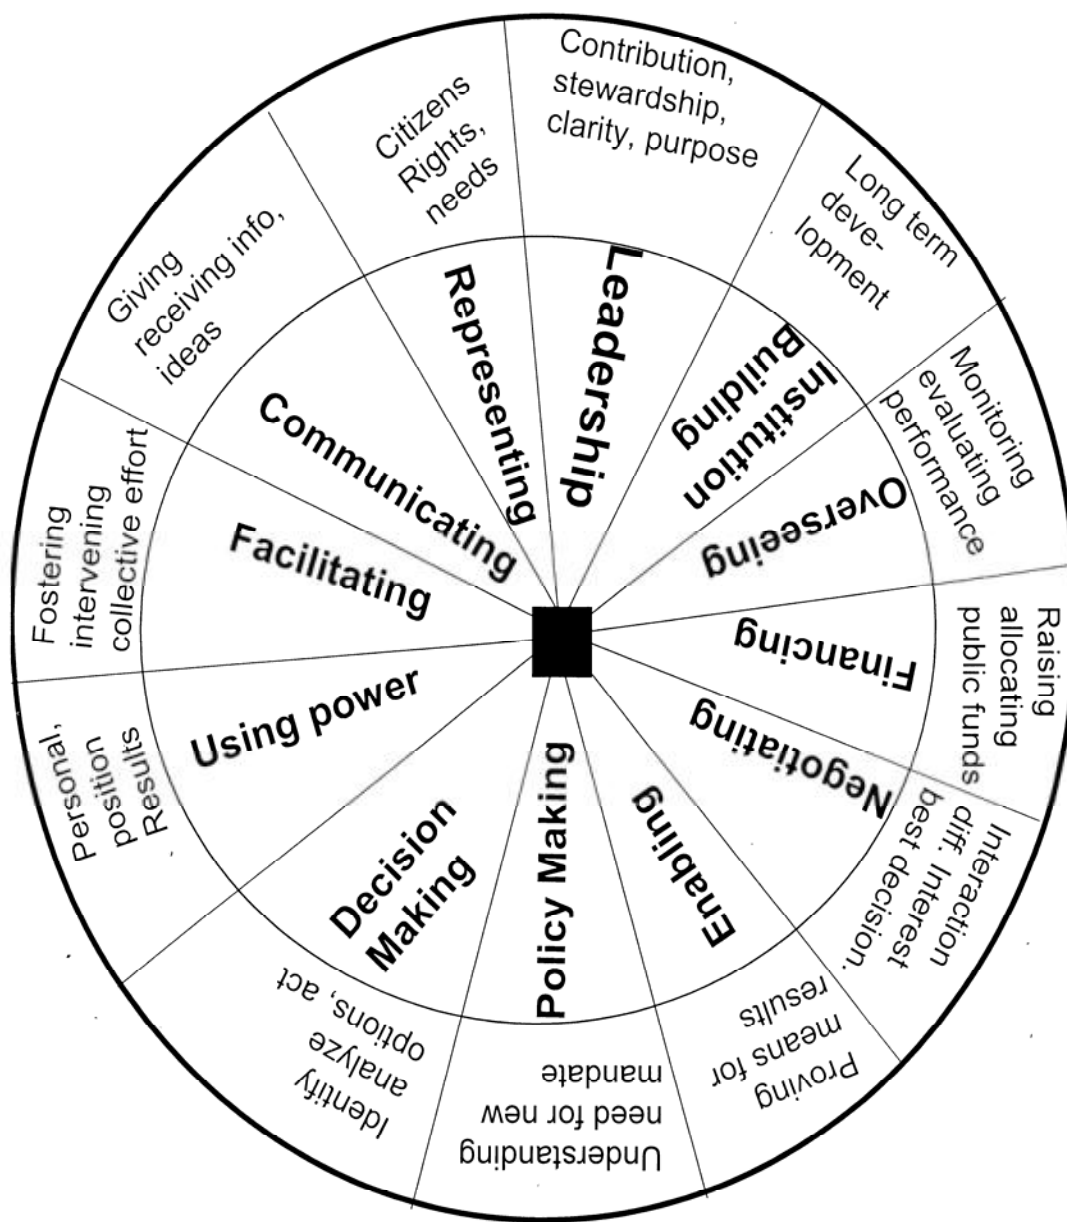 Contribution,
stewardship,
clarity, purpose
Leadership
Long term
deve-
lopment
Institution
Building
Monitoring
evaluating
performance
Overseeing
Raising
allocating
public funds
Financing
Interaction
diff. Interest
best decision.
Negotiating
Proving
means for
results
Enabling
Understanding
need for new
mandate
Policy Making
Identify
analyze
options, act
Decision
Making
Personal,
position
Results
Using power
Fostering
intervening
collective effort
Facilitating
Giving
receiving info,
ideas
Communicating
Citizens
Rights,
needs
Representing